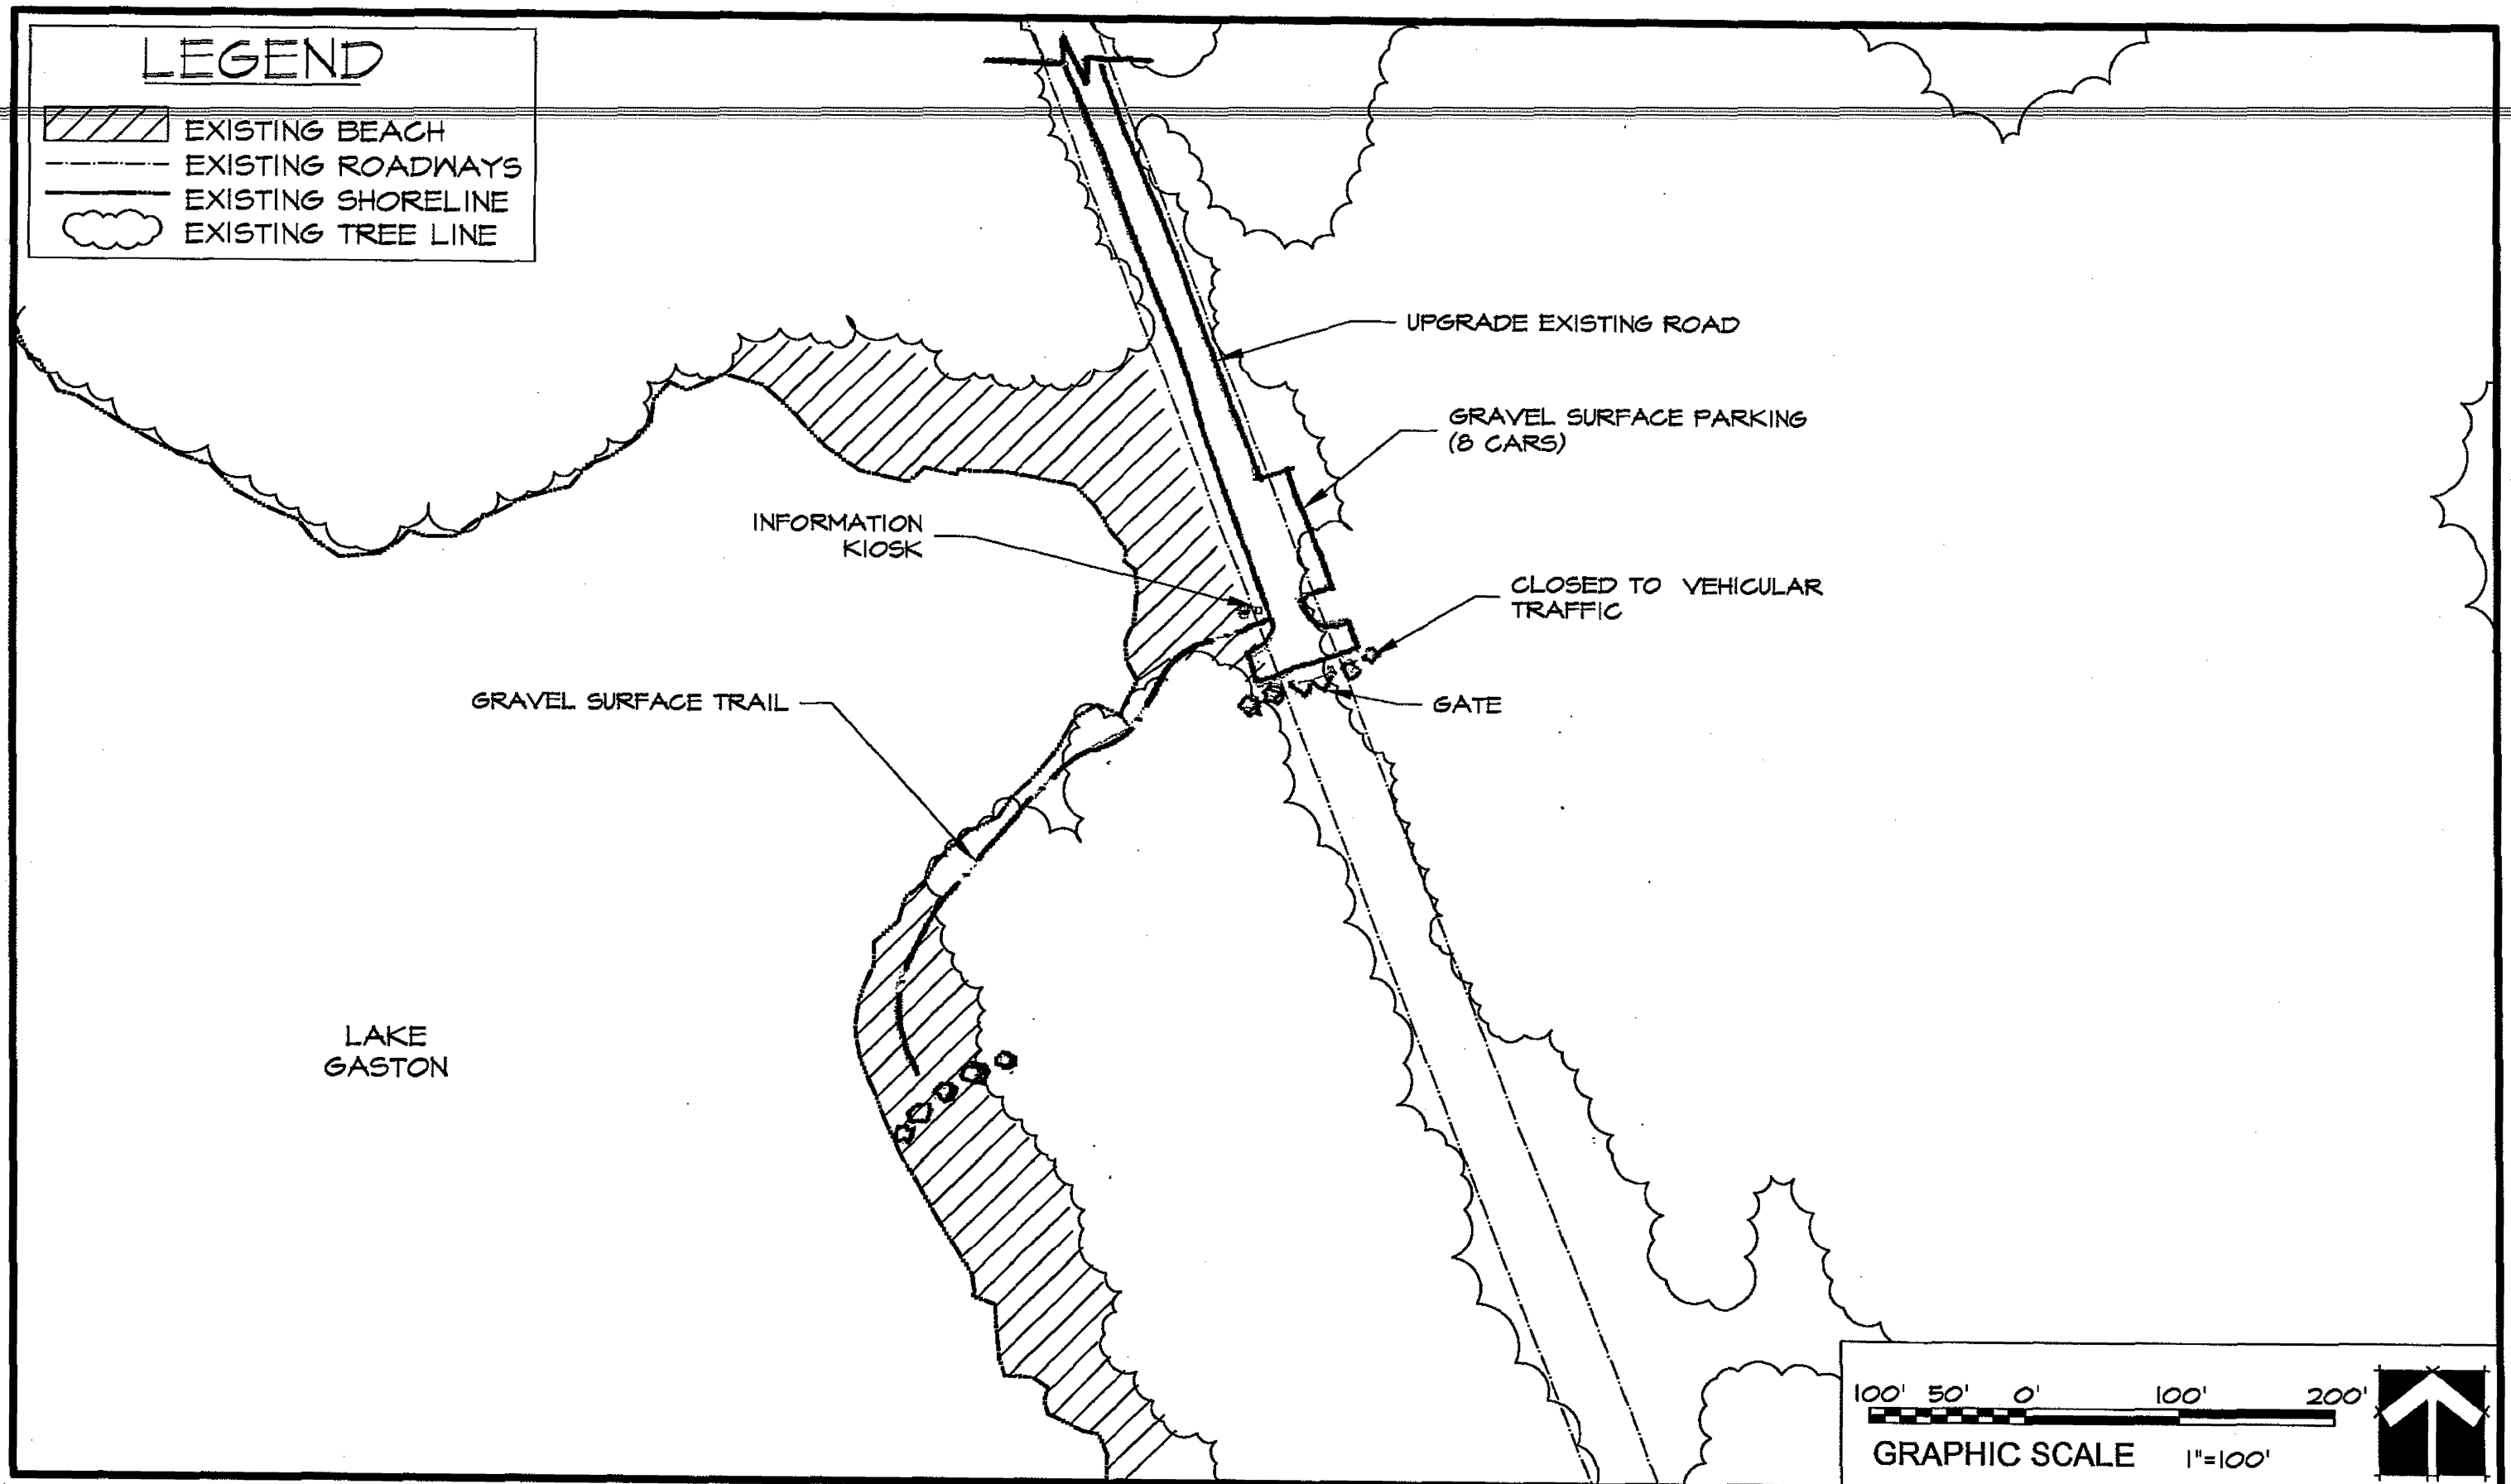 LEGEND
EXISTING BEACH
EXISTING ROADWAYS
EXISTING SHORELINE
EXISTING TREE LINE
UPGRADE EXISTING ROAD
GRAVEL SURFACE PARKING
(8 CARS)
INFORMATION
KIOSK
CLOSED TO VEHICULAR
TRAFFIC
GRAVEL SURFACE TRAIL
GATE
LAKE
GASTON
100' 50' 0' 100' 200'
GRAPHIC SCALE 1"=100'